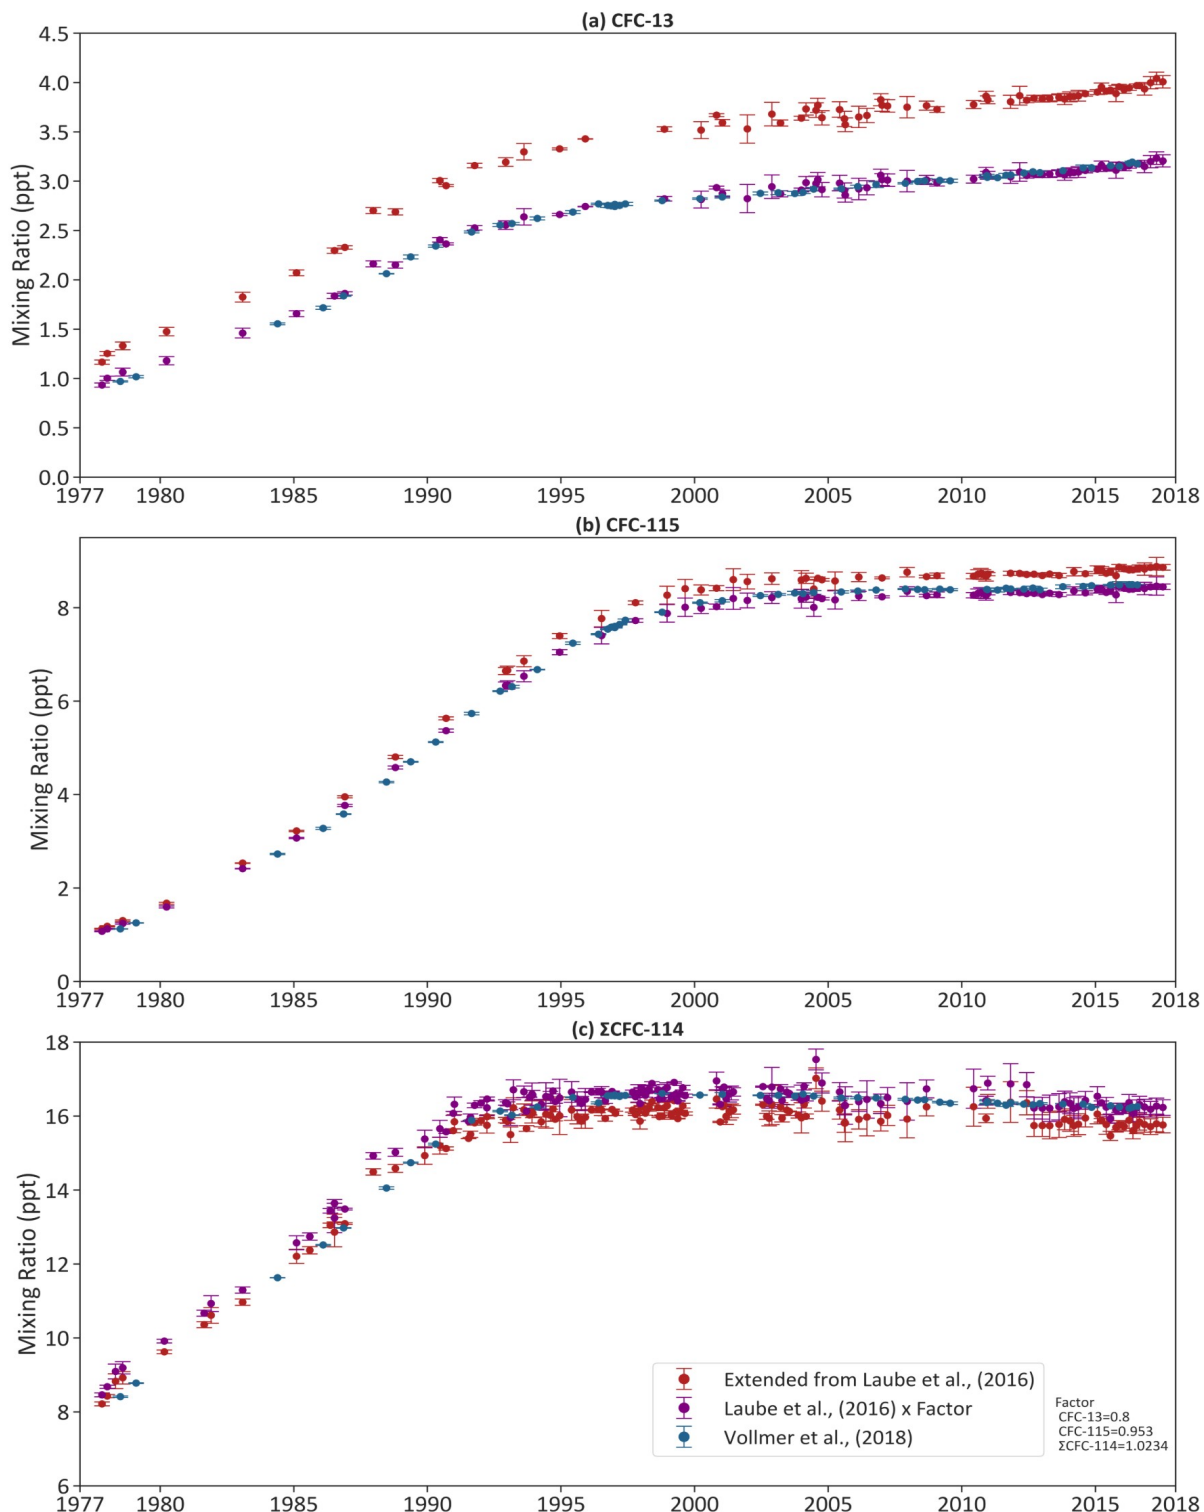 (a) CFC-13
4.5
4.0
3.5
3.0
2.5
2.0
1.5
1.0
0.5
0.0
Mixing Ratio (ppt)
1977 1980 1985 1990 1995 2000 2005 2010 2015 2018
(b) CFC-115
8
6
4
2
0
Mixing Ratio (ppt)
1977 1980 1985 1990 1995 2000 2005 2010 2015 2018
(c) ΣCFC-114
18
16
14
12
10
8
6
Mixing Ratio (ppt)
Extended from Laube et al., (2016)
Laube et al., (2016) x Factor
Vollmer et al., (2018)
Factor
CFC-13=0.8
CFC-115=0.953
ΣCFC-114=1.0234
1977 1980 1985 1990 1995 2000 2005 2010 2015 2018